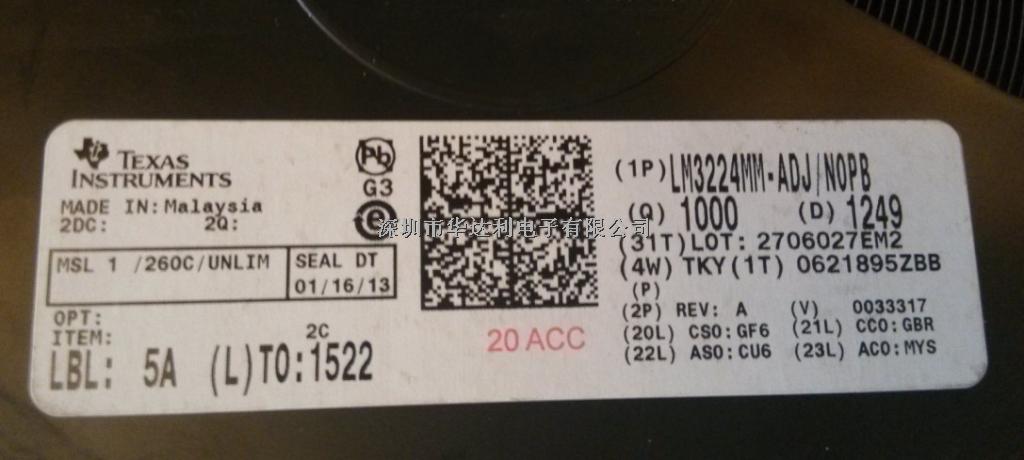 TEXAS
INSTRUMENTS
MADE IN: Malaysia
2DC: 2Q:
MSL 1 /260C/UNLIM
SEAL DT
01/16/13
OPT:
ITEM:
2C
LBL: 5A (L)TO:1522
Pb
G3
e
20 ACC
(1P) LM3224MM-ADJ/NOPB
(Q) 1000 (D) 1249
(31T) LOT: 2706027EM2
(4W) TKY(1T) 0621895ZBB
(P)
(2P) REV: A (V) 0033317
(20L) CSO:GF6 (21L) CCO:GBR
(22L) ASO:CU6 (23L) ACO:MYS
深圳市华达利电子有限公司